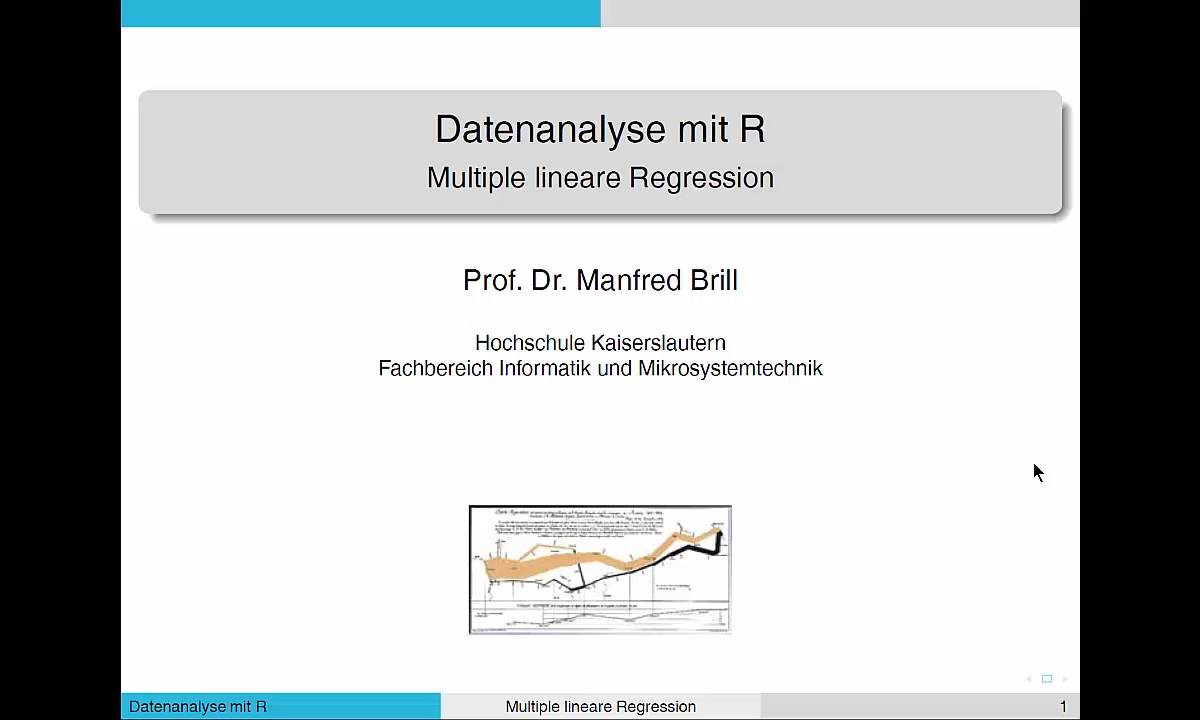 Datenanalyse mit R
Multiple lineare Regression
Prof. Dr. Manfred Brill
Hochschule Kaiserslautern
Fachbereich Informatik und Mikrosystemtechnik
Datenanalyse mit R
Multiple lineare Regression
1